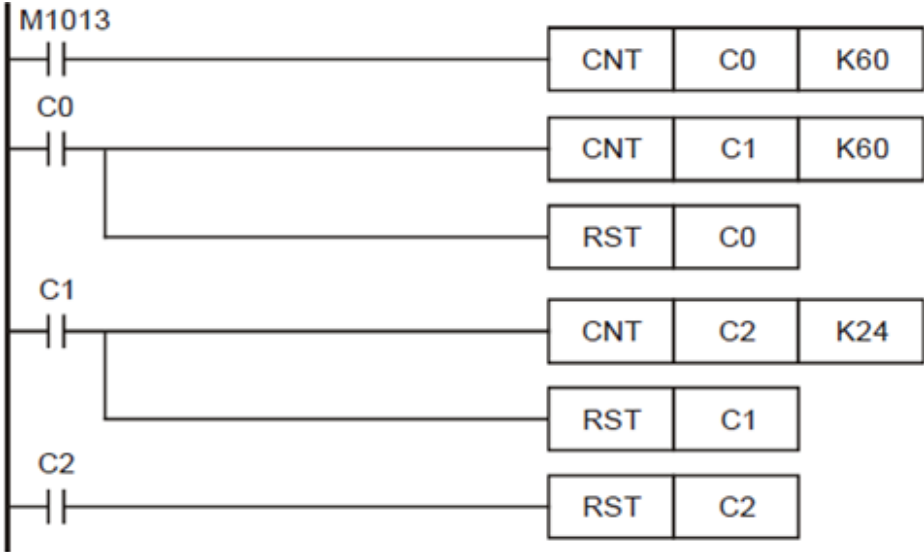 M1013
CNT C0 K60
C0
CNT C1 K60
RST C0
C1
CNT C2 K24
RST C1
C2
RST C2